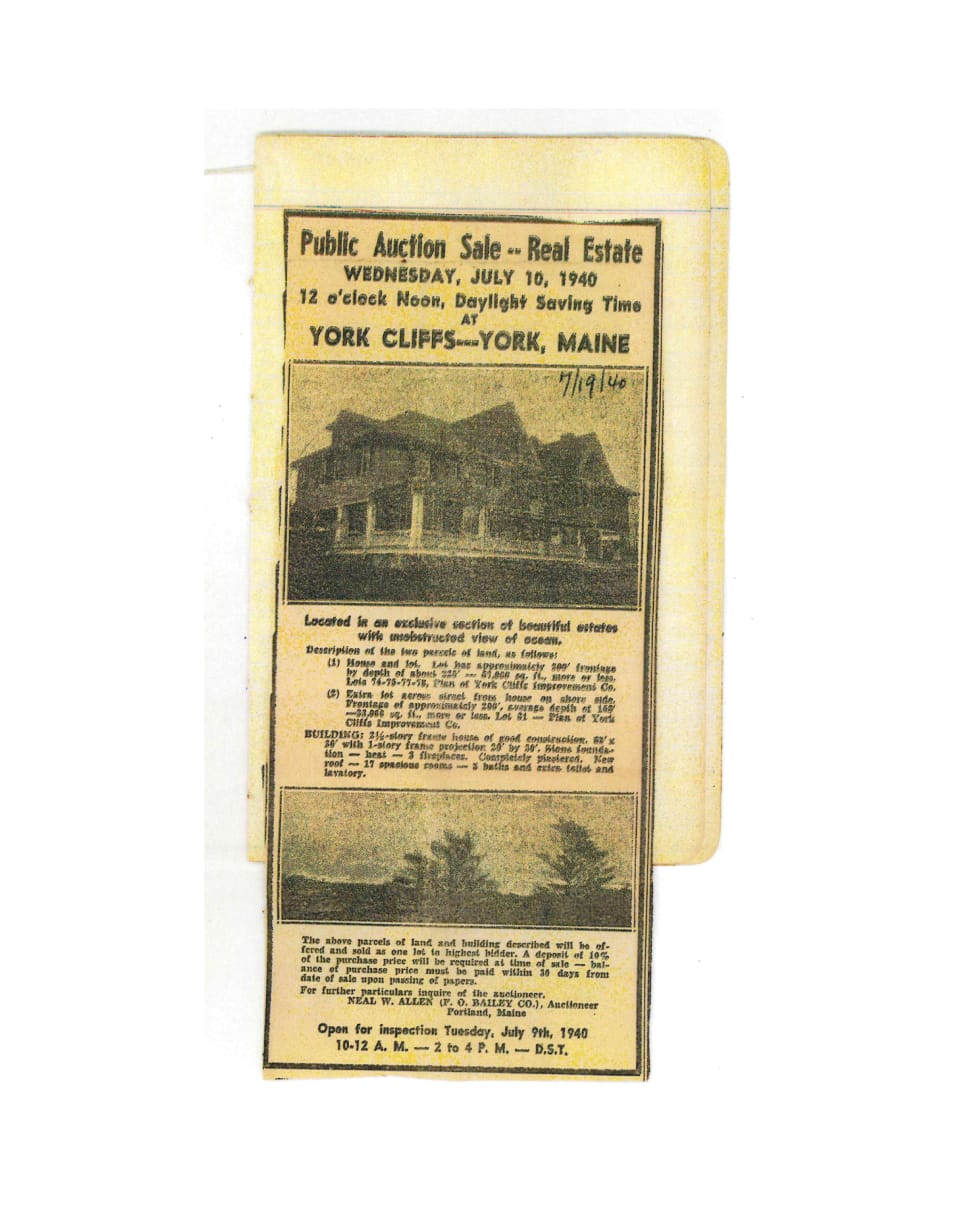 Public Auction Sale -- Real Estate
WEDNESDAY, JULY 10, 1940
12 o'clock Noon, Daylight Saving Time
AT
YORK CLIFFS---YORK, MAINE
7/19/40
Located in an exclusive section of beautiful estates
with unobstructed view of ocean.
Description of the two parcels of land, as follows:
(1) House and lot. Lot has approximately 200' frontage
by depth of about — sq. ft., more or less.
Lots Plan of York Cliffs Improvement Co.
(2) Extra lot across street from house on shore side.
Frontage of approximately 200', average depth of
— sq. ft., more or less. Lot — Plan of York
Cliffs Improvement Co.
BUILDING: 2½-story frame house of good construction,
with 1-story frame projection Stone founda-
tion — heat — 3 fireplaces. Completely plastered. New
roof — 17 spacious rooms — 3 baths and extra toilet and
lavatory.
The above parcels of land and building described will be of-
fered and sold as one lot to highest bidder. A deposit of 10%
of the purchase price will be required at time of sale — bal-
ance of purchase price must be paid within 30 days from
date of sale upon passing of papers.
For further particulars inquire of the auctioneer.
NEAL W. ALLEN (F. O. BAILEY CO.), Auctioneer
Portland, Maine
Open for inspection Tuesday, July 9th, 1940
10-12 A. M. — 2 to 4 P. M. — D.S.T.